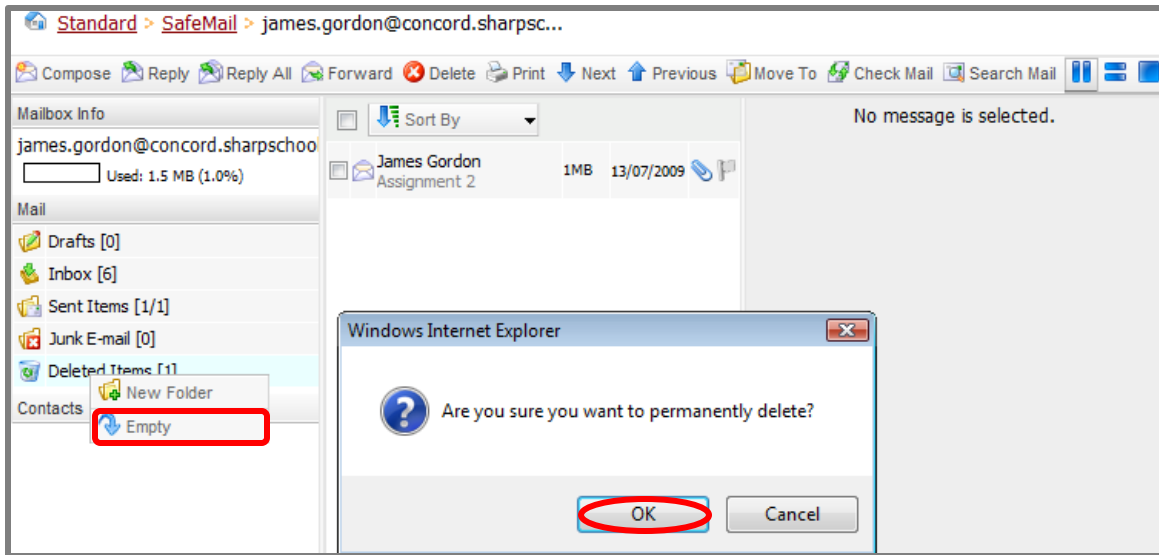 Standard > SafeMail > james.gordon@concord.sharpsc...
Compose Reply Reply All Forward Delete Print Next Previous Move To Check Mail Search Mail
Mailbox Info
james.gordon@concord.sharpschoo
Used: 1.5 MB (1.0%)
Mail
Drafts [0]
Inbox [6]
Sent Items [1/1]
Junk E-mail [0]
Deleted Items [1]
Contacts
New Folder
Empty
Sort By
James Gordon
Assignment 2
1MB 13/07/2009
No message is selected.
Windows Internet Explorer
Are you sure you want to permanently delete?
OK Cancel